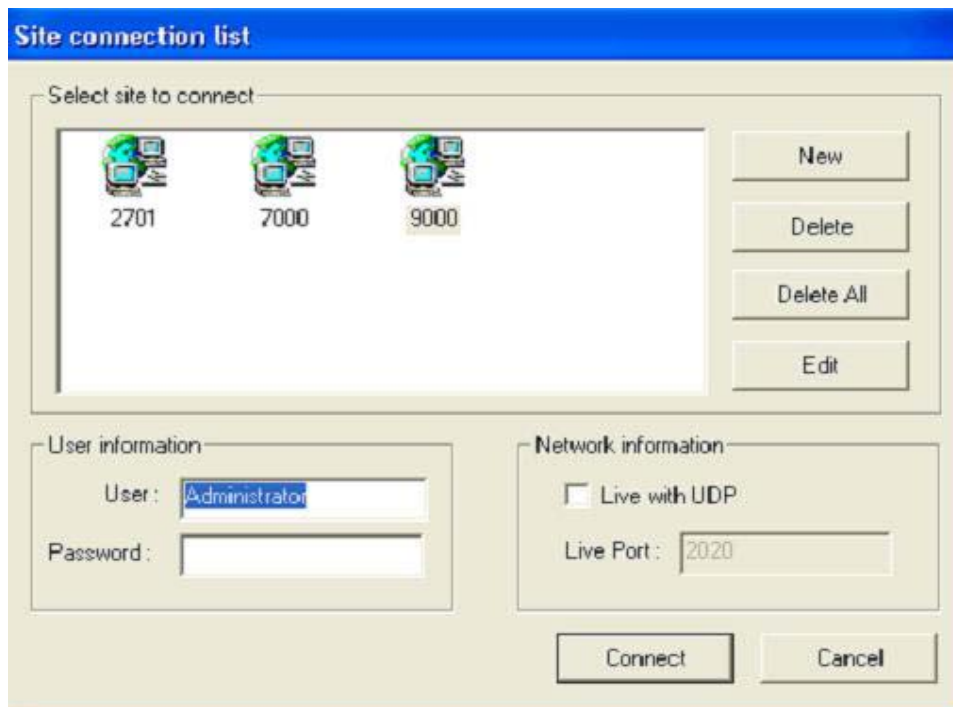 Site connection list
Select site to connect
2701 7000 9000
New
Delete
Delete All
Edit
User information
User : Administrator
Password :
Network information
Live with UDP
Live Port : 2020
Connect Cancel